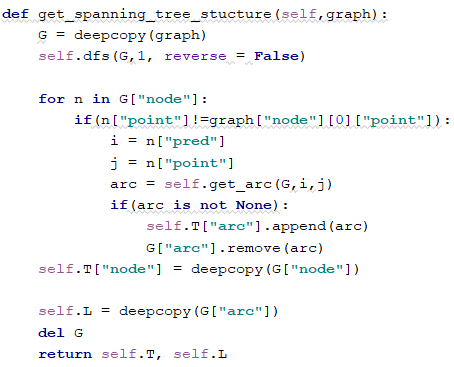 def get_spanning_tree_stucture(self,graph):
    G = deepcopy(graph)
    self.dfs(G,1, reverse = False)

    for n in G["node"]:
        if(n["point"]!=graph["node"][0]["point"]):
            i = n["pred"]
            j = n["point"]
            arc = self.get_arc(G,i,j)
            if(arc is not None):
                self.T["arc"].append(arc)
                G["arc"].remove(arc)
    self.T["node"] = deepcopy(G["node"])

    self.L = deepcopy(G["arc"])
    del G
    return self.T, self.L